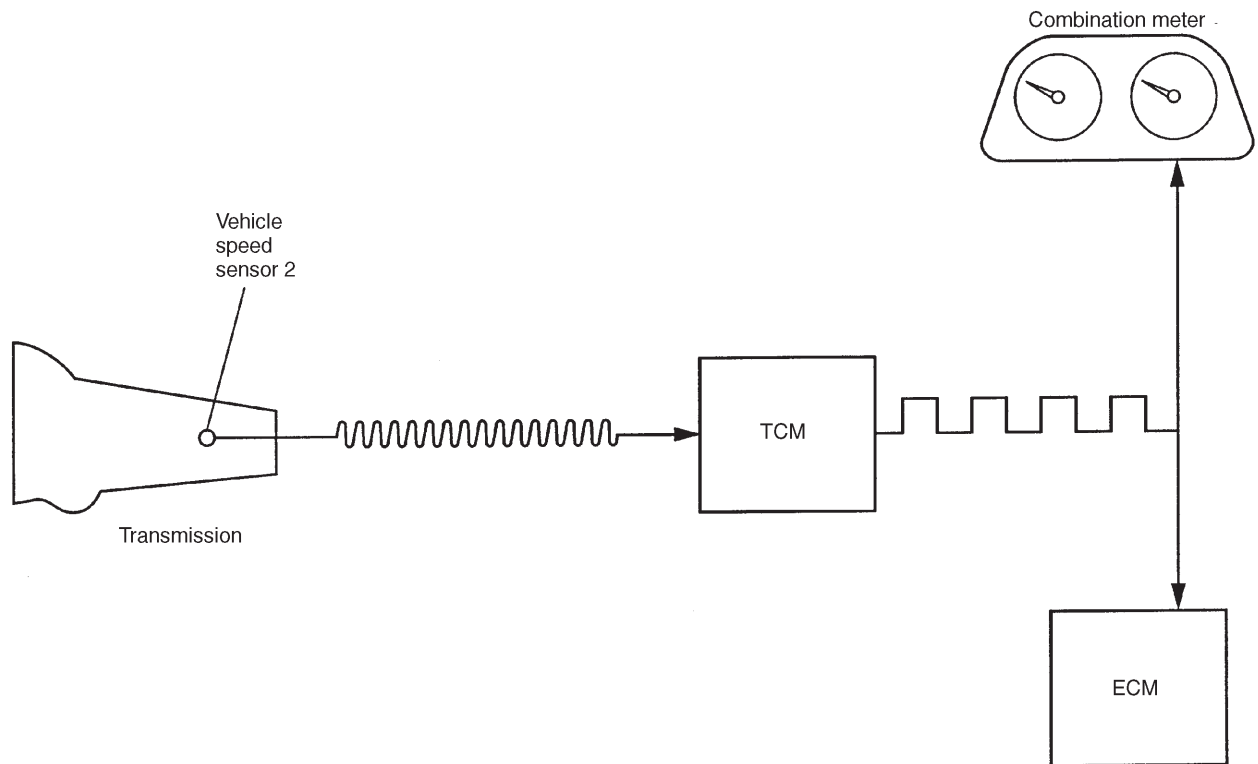 Combination meter
Vehicle
speed
sensor 2
TCM
Transmission
ECM